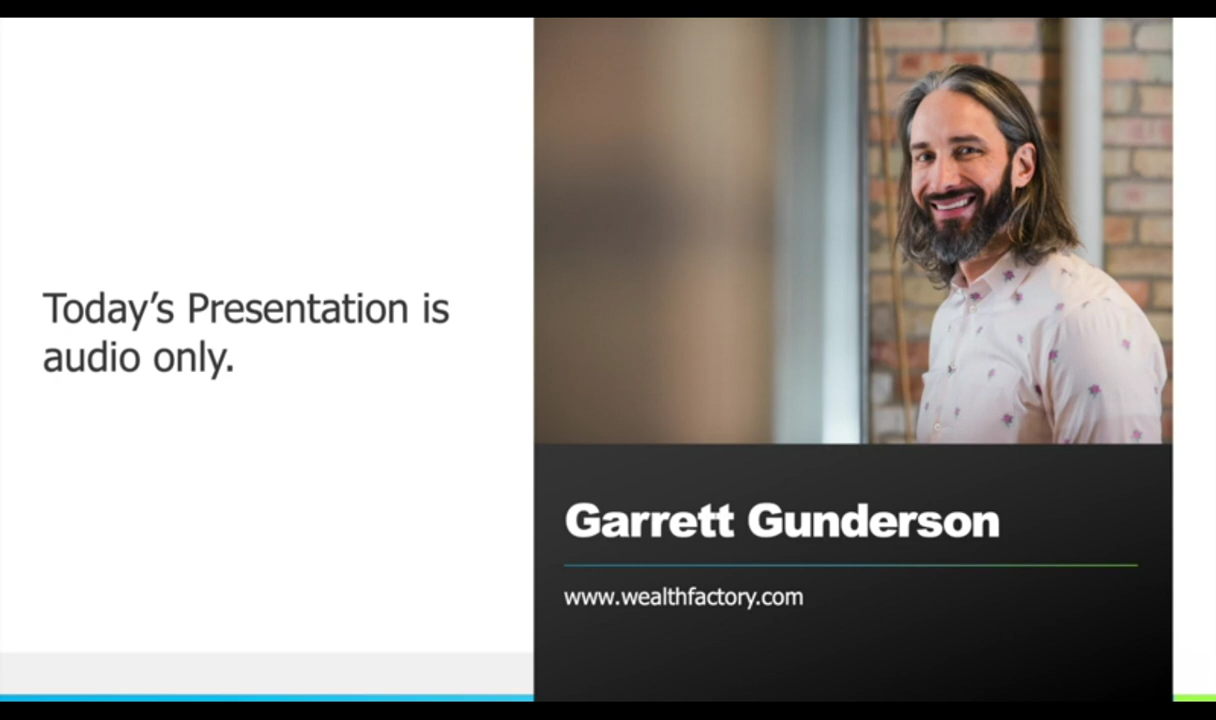 Today’s Presentation is
audio only.
Garrett Gunderson
www.wealthfactory.com